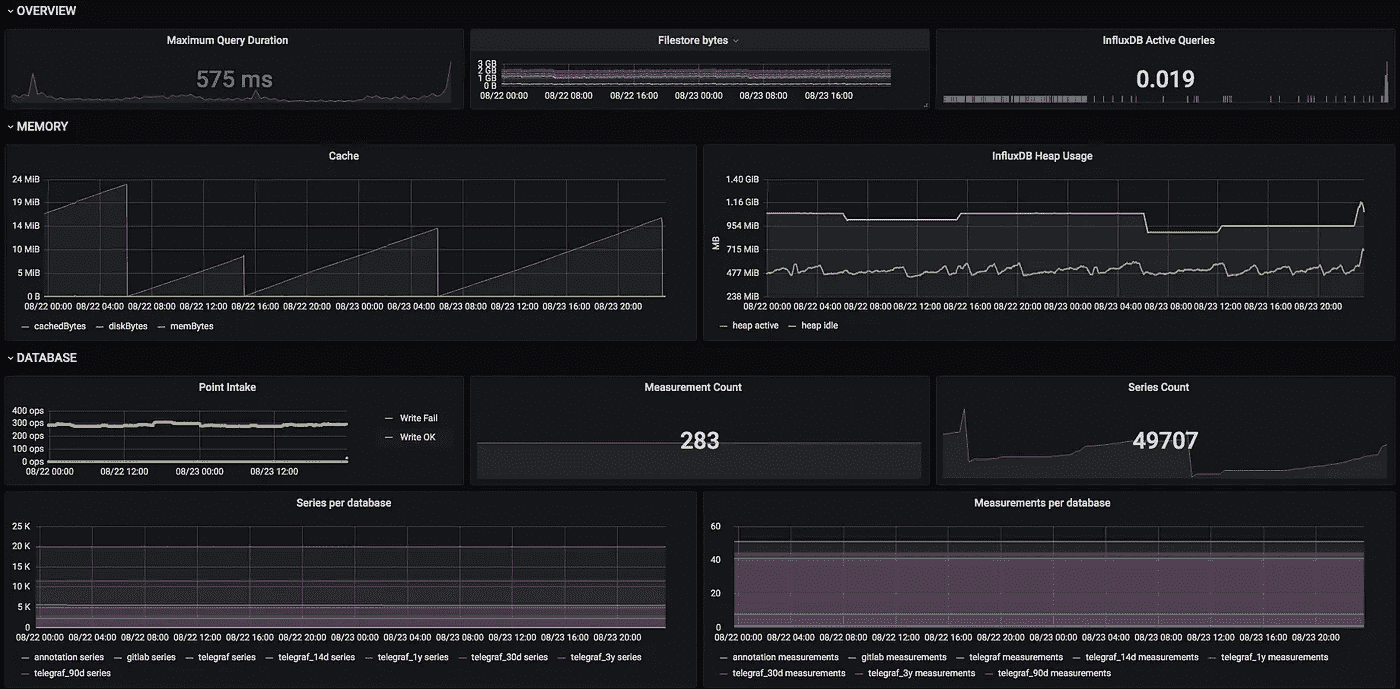 OVERVIEW
Maximum Query Duration
575 ms
Filestore bytes
3 GB
2 GB
1 GB
0 B
08/22 00:00 08/22 08:00 08/22 16:00 08/23 00:00 08/23 08:00 08/23 16:00
InfluxDB Active Queries
0.019
MEMORY
Cache
24 MiB
19 MiB
14 MiB
10 MiB
5 MiB
0 B
08/22 00:00 08/22 04:00 08/22 08:00 08/22 12:00 08/22 16:00 08/22 20:00 08/23 00:00 08/23 04:00 08/23 08:00 08/23 12:00 08/23 16:00 08/23 20:00
cachedBytes diskBytes memBytes
InfluxDB Heap Usage
MB
1.40 GiB
1.16 GiB
954 MiB
715 MiB
477 MiB
238 MiB
08/22 00:00 08/22 04:00 08/22 08:00 08/22 12:00 08/22 16:00 08/22 20:00 08/23 00:00 08/23 04:00 08/23 08:00 08/23 12:00 08/23 16:00 08/23 20:00
heap active heap idle
DATABASE
Point Intake
400 ops
300 ops
200 ops
100 ops
0 ops
08/22 00:00 08/22 12:00 08/23 00:00 08/23 12:00
Write Fail
Write OK
Measurement Count
283
Series Count
49707
Series per database
25 K
20 K
15 K
10 K
5 K
0
08/22 00:00 08/22 04:00 08/22 08:00 08/22 12:00 08/22 16:00 08/22 20:00 08/23 00:00 08/23 04:00 08/23 08:00 08/23 12:00 08/23 16:00 08/23 20:00
annotation series gitlab series telegraf series telegraf_14d series telegraf_1y series telegraf_30d series telegraf_3y series
telegraf_90d series
Measurements per database
60
40
20
0
08/22 00:00 08/22 04:00 08/22 08:00 08/22 12:00 08/22 16:00 08/22 20:00 08/23 00:00 08/23 04:00 08/23 08:00 08/23 12:00 08/23 16:00 08/23 20:00
annotation measurements gitlab measurements telegraf measurements telegraf_14d measurements telegraf_1y measurements
telegraf_30d measurements telegraf_3y measurements telegraf_90d measurements